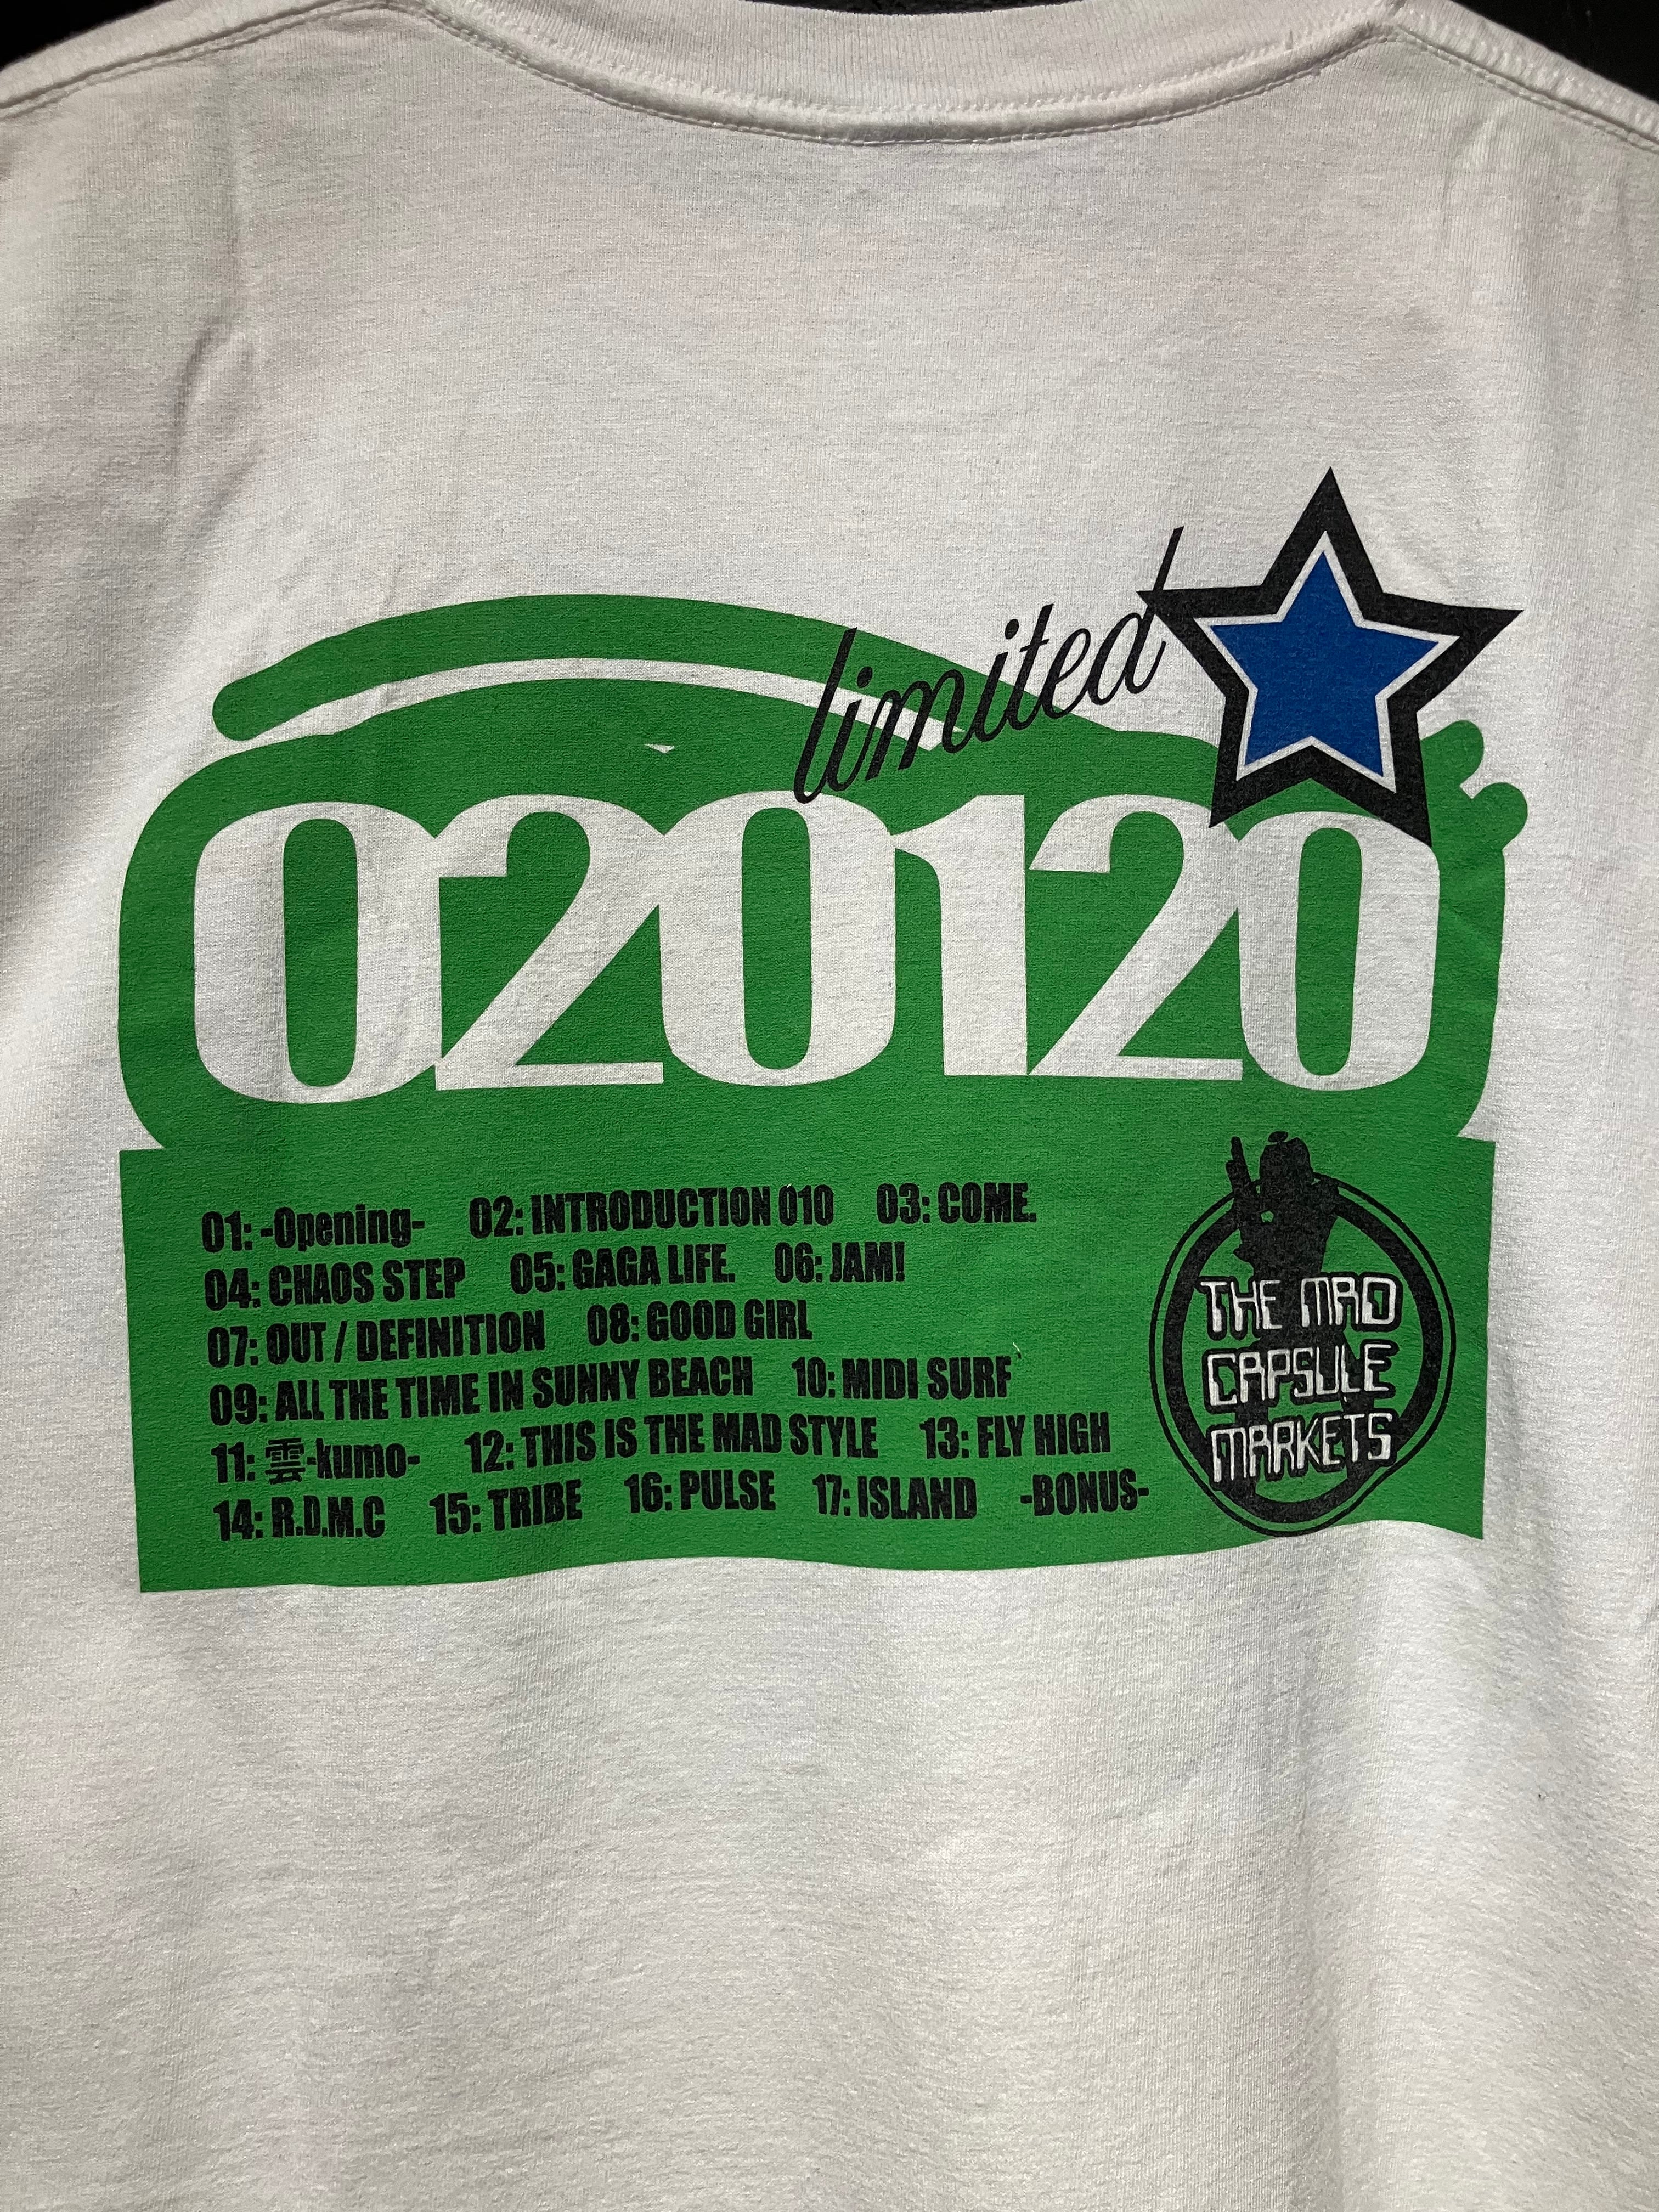 limited
020120
01: -Opening- 02: INTRODUCTION 010 03: COME.
04: CHAOS STEP 05: GAGA LIFE. 06: JAM!
07: OUT / DEFINITION 08: GOOD GIRL
09: ALL THE TIME IN SUNNY BEACH 10: MIDI SURF
11: 雲-kumo- 12: THIS IS THE MAD STYLE 13: FLY HIGH
14: R.D.M.C 15: TRIBE 16: PULSE 17: ISLAND -BONUS-
THE MAD
CAPSULE
MARKETS